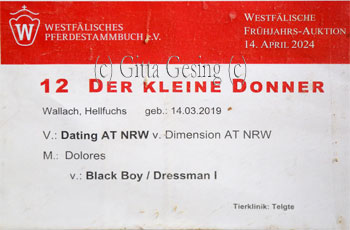 WESTFÄLISCHES
PFERDESTAMMBUCH e.V.
WESTFÄLISCHE
FRÜHJAHRS-AUKTION
14. APRIL 2024
(c) Gitta Gesing (c)
12 DER KLEINE DONNER
Wallach, Hellfuchs geb.: 14.03.2019
V.: Dating AT NRW v. Dimension AT NRW
M.: Dolores
v.: Black Boy / Dressman I
Tierklinik: Telgte